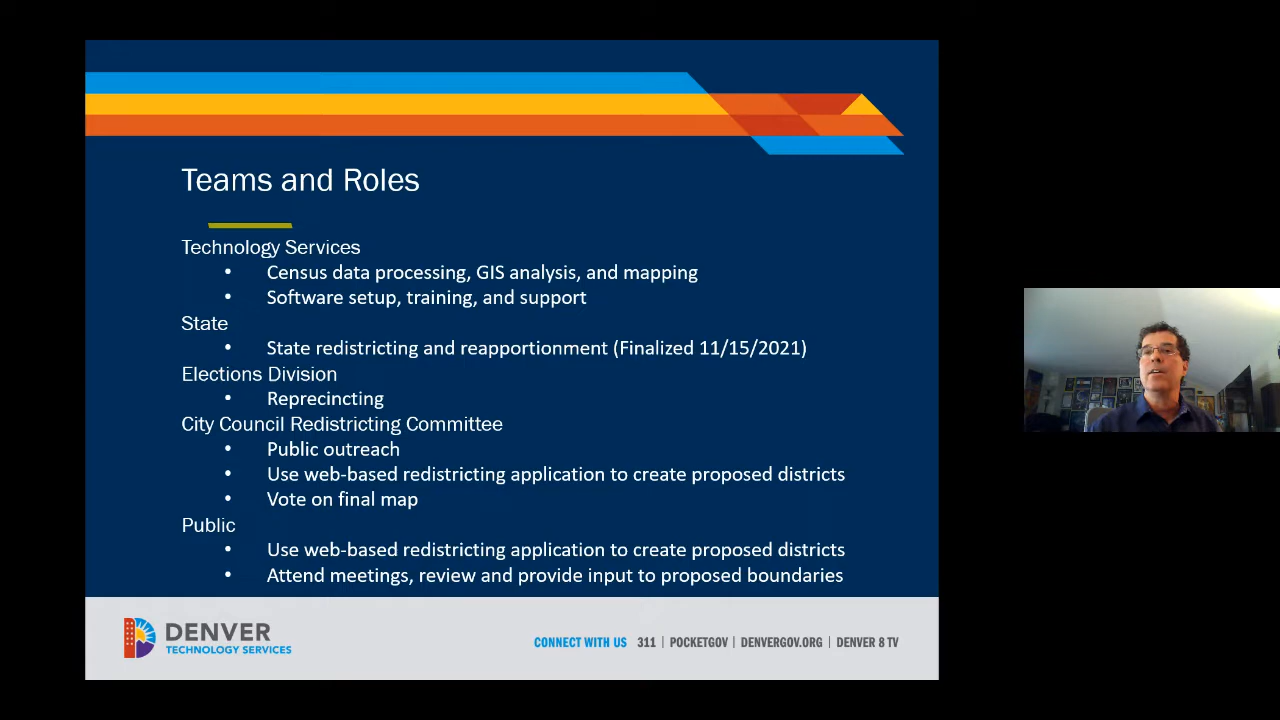 Teams and Roles
Technology Services
• Census data processing, GIS analysis, and mapping
• Software setup, training, and support
State
• State redistricting and reapportionment (Finalized 11/15/2021)
Elections Division
• Reprecincting
City Council Redistricting Committee
• Public outreach
• Use web-based redistricting application to create proposed districts
• Vote on final map
Public
• Use web-based redistricting application to create proposed districts
• Attend meetings, review and provide input to proposed boundaries
DENVER
TECHNOLOGY SERVICES
CONNECT WITH US 311 | POCKETGOV | DENVERGOV.ORG | DENVER 8 TV